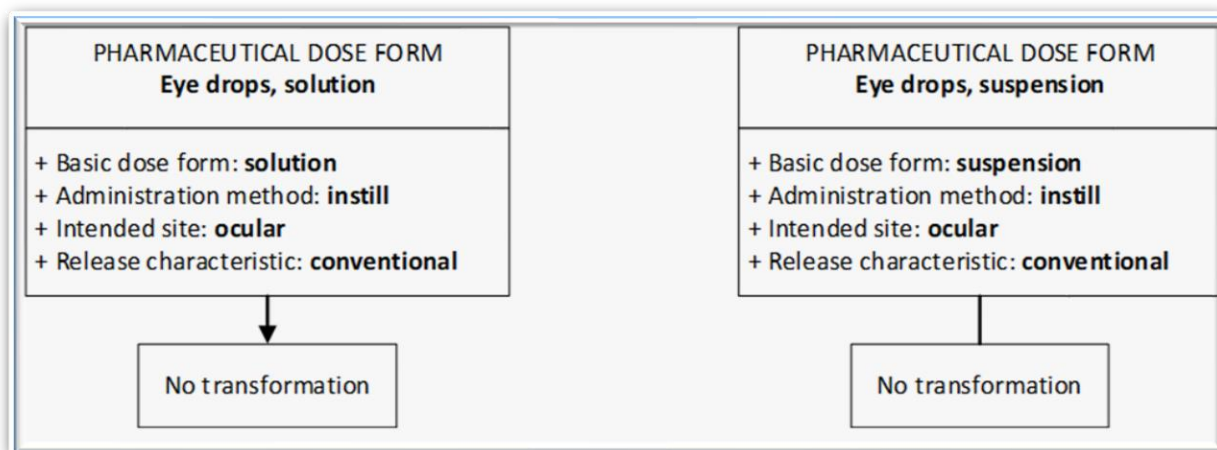 PHARMACEUTICAL DOSE FORM
Eye drops, solution
+ Basic dose form: solution
+ Administration method: instill
+ Intended site: ocular
+ Release characteristic: conventional
No transformation
PHARMACEUTICAL DOSE FORM
Eye drops, suspension
+ Basic dose form: suspension
+ Administration method: instill
+ Intended site: ocular
+ Release characteristic: conventional
No transformation